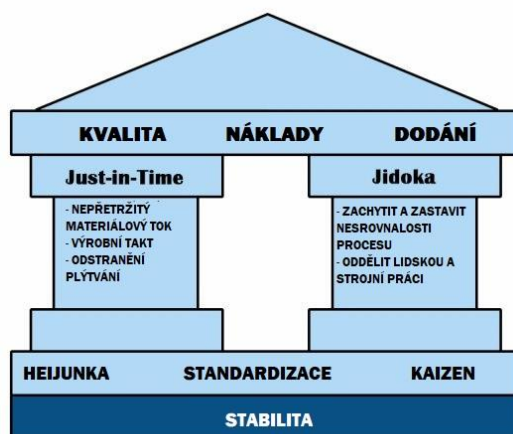 KVALITA NÁKLADY DODÁNÍ
Just-in-Time
- NEPŘETRŽITÝ
MATERIÁLOVÝ TOK
- VÝROBNÍ TAKT
- ODSTRANĚNÍ
PLÝTVÁNÍ
Jidoka
- ZACHYTIT A ZASTAVIT
NESROVNALOSTI
PROCESU
- ODDĚLIT LIDSKOU A
STROJNÍ PRÁCI
HEIJUNKA STANDARDIZACE KAIZEN
STABILITA